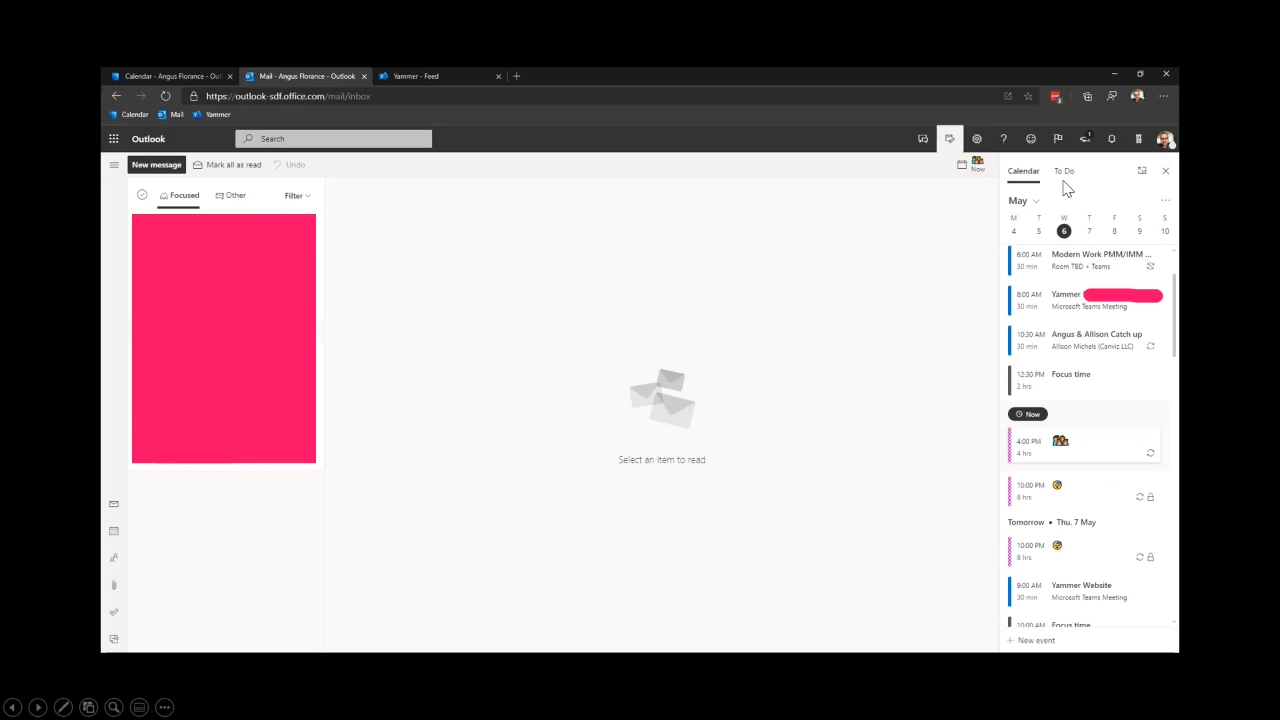 Calendar - Angus Florance - Out
Mail - Angus Florance - Outlook
Yammer - Feed
https://outlook-sdf.office.com/mail/inbox
Calendar
Mail
Yammer
Outlook
Search
1
New message
Mark all as read
Undo
Now
Focused
Other
Filter
Select an item to read
Calendar
To Do
May
M T W T F S S
4 5 6 7 8 9 10
6:00 AM Modern Work PMM/IMM ...
30 min Room TBD + Teams
8:00 AM Yammer
30 min Microsoft Teams Meeting
10:30 AM Angus & Allison Catch up
30 min Allison Michels (Canviz LLC)
12:30 PM Focus time
2 hrs
Now
4:00 PM
4 hrs
10:00 PM
8 hrs
Tomorrow • Thu, 7 May
10:00 PM
8 hrs
9:00 AM Yammer Website
30 min Microsoft Teams Meeting
10:00 AM Focus time
New event